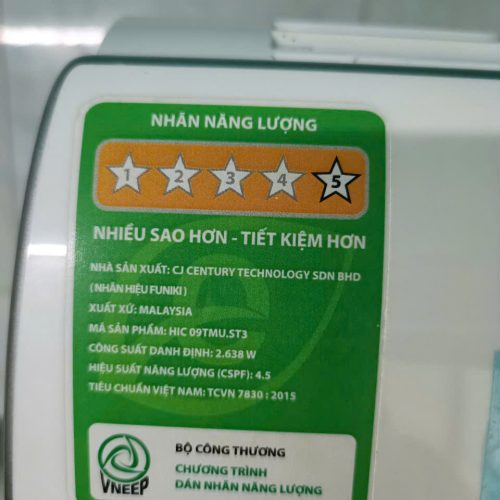 NHÃN NĂNG LƯỢNG
1 2 3 4 5
NHIỀU SAO HƠN - TIẾT KIỆM HƠN
NHÀ SẢN XUẤT: CJ CENTURY TECHNOLOGY SDN BHD
( NHÃN HIỆU FUNIKI )
XUẤT XỨ: MALAYSIA
MÃ SẢN PHẨM: HIC 09TMU.ST3
CÔNG SUẤT DANH ĐỊNH: 2.638 W
HIỆU SUẤT NĂNG LƯỢNG (CSPF): 4.5
TIÊU CHUẨN VIỆT NAM: TCVN 7830 : 2015
BỘ CÔNG THƯƠNG
CHƯƠNG TRÌNH
DÁN NHÃN NĂNG LƯỢNG
VNEEP